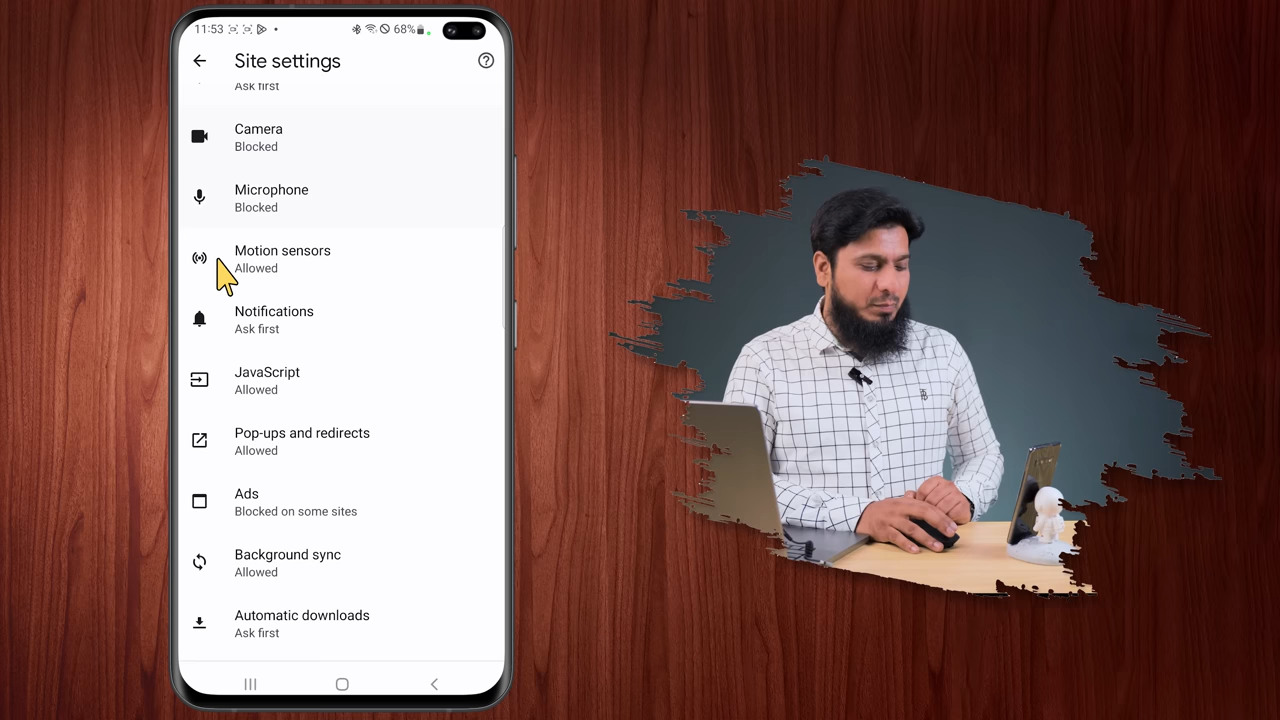 11:53
68%
Site settings
Ask first
Camera
Blocked
Microphone
Blocked
Motion sensors
Allowed
Notifications
Ask first
JavaScript
Allowed
Pop-ups and redirects
Allowed
Ads
Blocked on some sites
Background sync
Allowed
Automatic downloads
Ask first